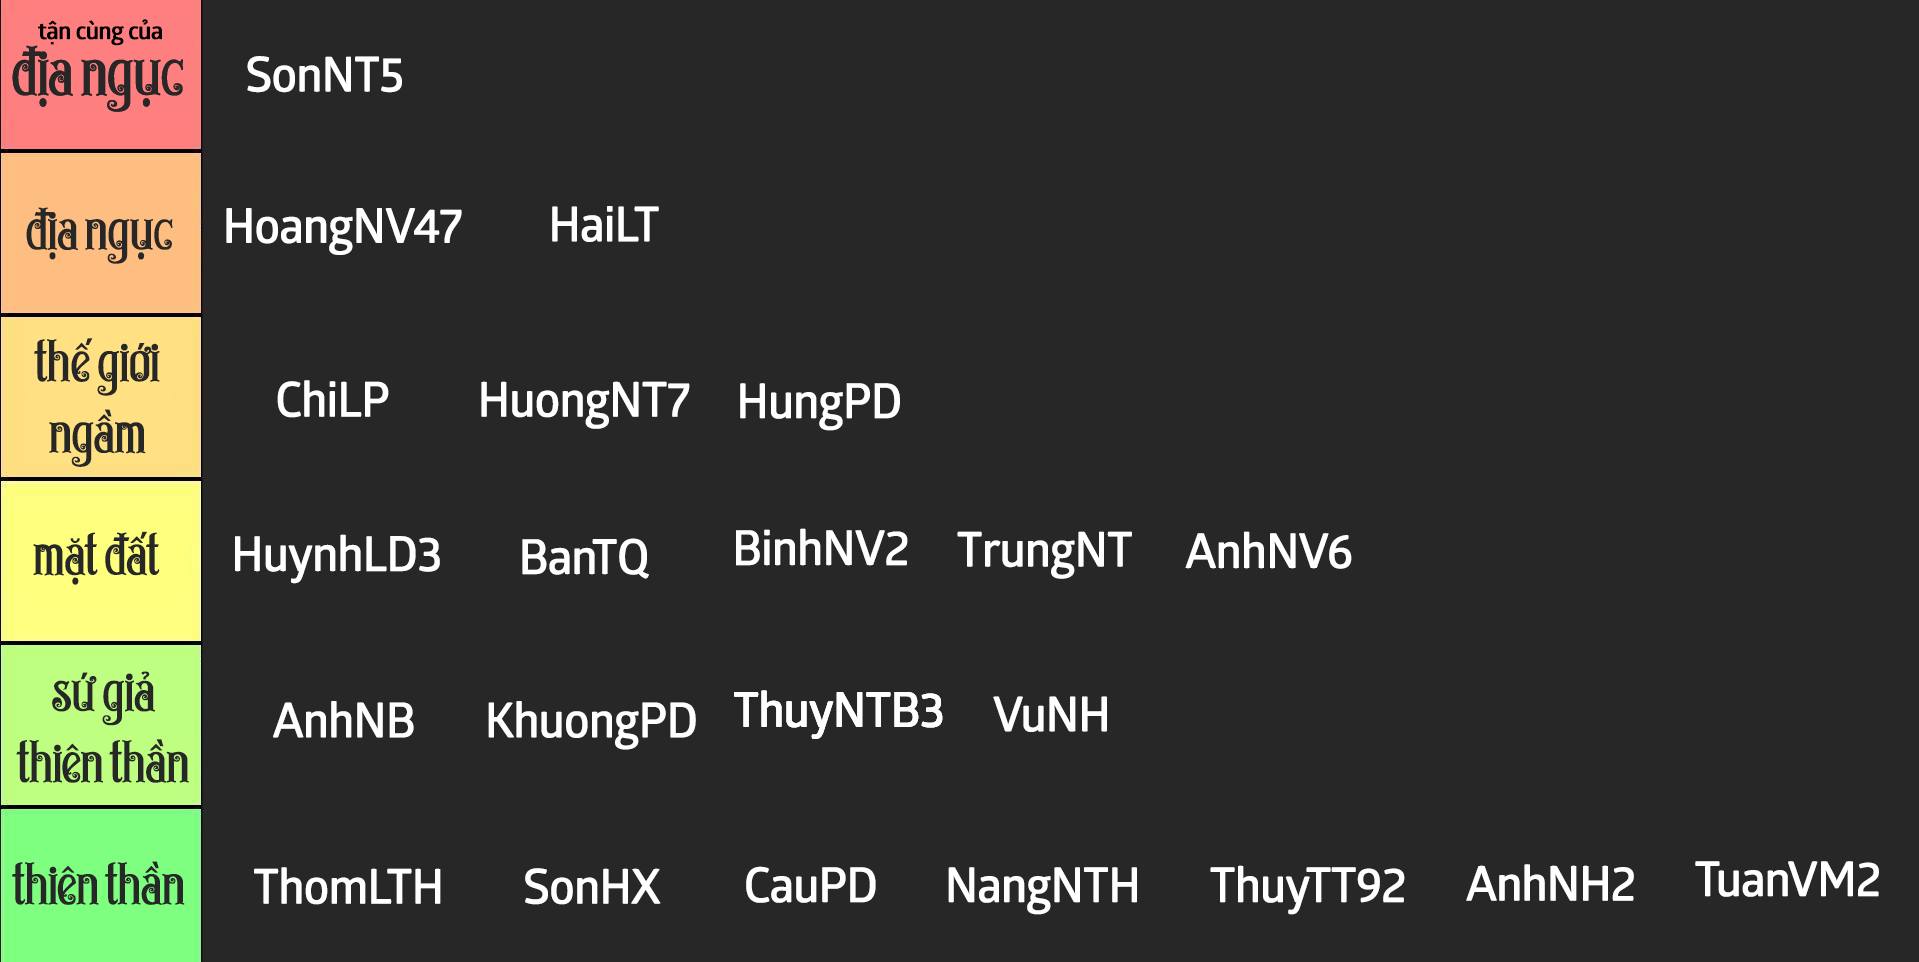 tận cùng của
địa ngục
SonNT5
địa ngục
HoangNV47 HaiLT
thế giới
ngầm
ChiLP HuongNT7 HungPD
mặt đất
HuynhLD3 BanTQ BinhNV2 TrungNT AnhNV6
sứ giả
thiên thần
AnhNB KhuongPD ThuyNTB3 VuNH
thiên thần
ThomLTH SonHX CauPD NangNTH ThuyTT92 AnhNH2 TuanVM2